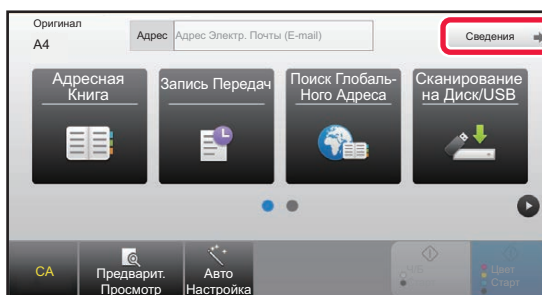 Оригинал
A4
Адрес
Адрес Электр. Почты (E-mail)
Сведения
Адресная
Книга
Запись Передач
Поиск Глобаль-
Ного Адреса
Сканирование
на Диск/USB
CA
Предварит.
Просмотр
Авто
Настройка
Ч/Б
Старт
Цвет
Старт